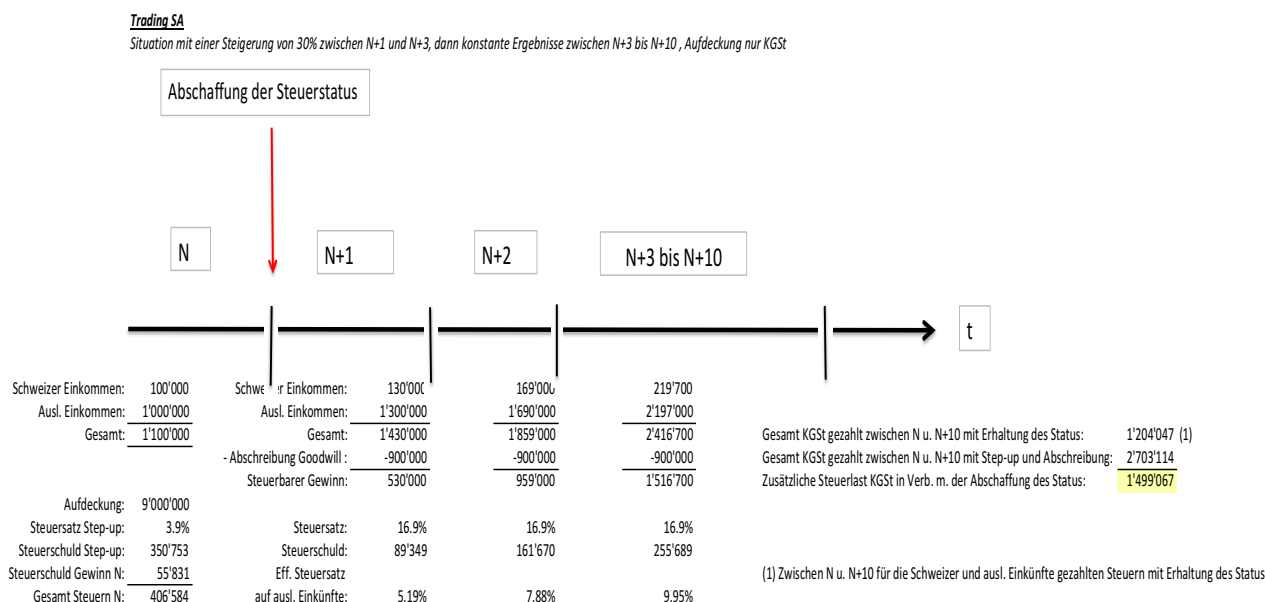 Trading SA
Situation mit einer Steigerung von 30% zwischen N+1 und N+3, dann konstante Ergebnisse zwischen N+3 bis N+10 , Aufdeckung nur KGSt
Abschaffung der Steuerstatus
N N+1 N+2 N+3 bis N+10
t
Schweizer Einkommen: 100'000 Einkommen: 219'700
Ausl. Einkommen: 1'000'000 Ausl. Einkommen: 1'300'000 1'690'000 2'197'000
Gesamt: 1'100'000 Gesamt: 1'430'000 1'859'000 2'416'700 Gesamt KGSt gezahlt zwischen N u. N+10 mit Erhaltung des Status: 1'204'047 (1)
- Abschreibung Goodwill : -900'000 -900'000 -900'000 Gesamt KGSt gezahlt zwischen N u. N+10 mit Step-up und Abschreibung: 2'703'114
Steuerbarer Gewinn: 530'000 959'000 1'516'700 Zusätzliche Steuerlast KGSt in Verb. m. der Abschaffung des Status: 1'499'067
Aufdeckung: 9'000'000
Steuersatz Step-up: 3.9% Steuersatz: 16.9% 16.9% 16.9%
Steuerschuld Step-up: 350'753 Steuerschuld: 89'349 161'670 255'689
Steuerschuld Gewinn N: 55'831 Eff. Steuersatz (1) Zwischen N u. N+10 für die Schweizer und ausl. Einkünfte gezahlten Steuern mit Erhaltung des Status
Gesamt Steuern N: 406'584 auf ausl. Einkünfte: 5.19% 7.88% 9.95%